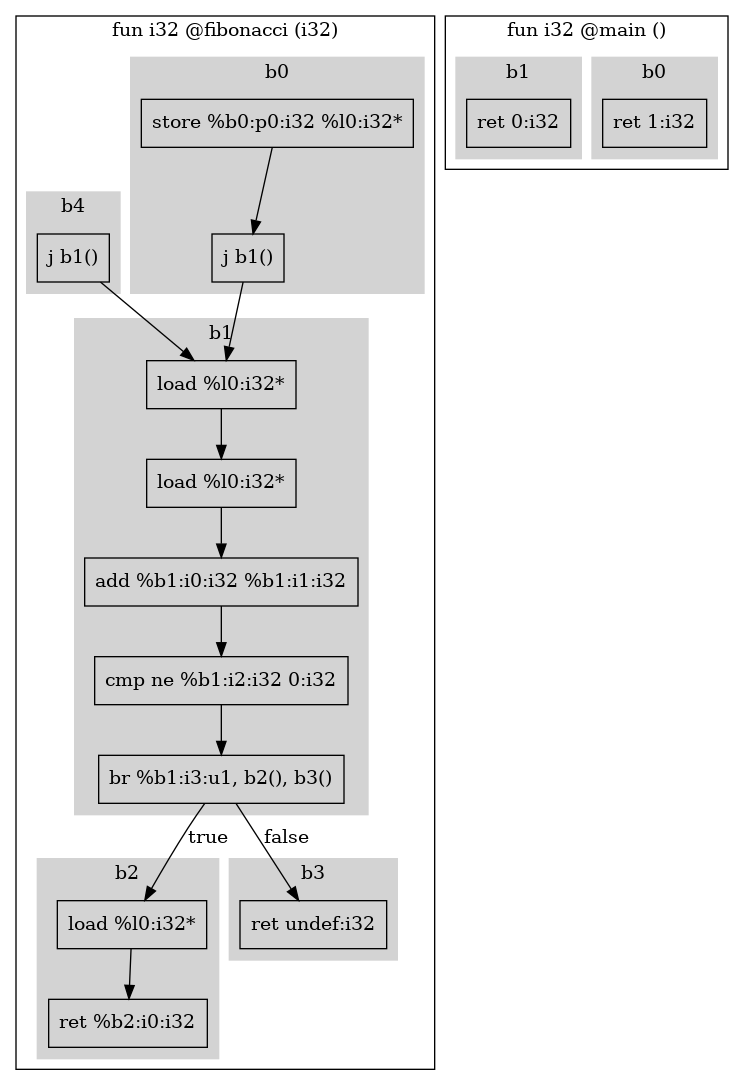 fun i32 @fibonacci (i32)
b0
store %b0:p0:i32 %l0:i32*
j b1()
b4
j b1()
b1
load %l0:i32*
load %l0:i32*
add %b1:i0:i32 %b1:i1:i32
cmp ne %b1:i2:i32 0:i32
br %b1:i3:u1, b2(), b3()
true
false
b2
load %l0:i32*
ret %b2:i0:i32
b3
ret undef:i32
fun i32 @main ()
b1
ret 0:i32
b0
ret 1:i32